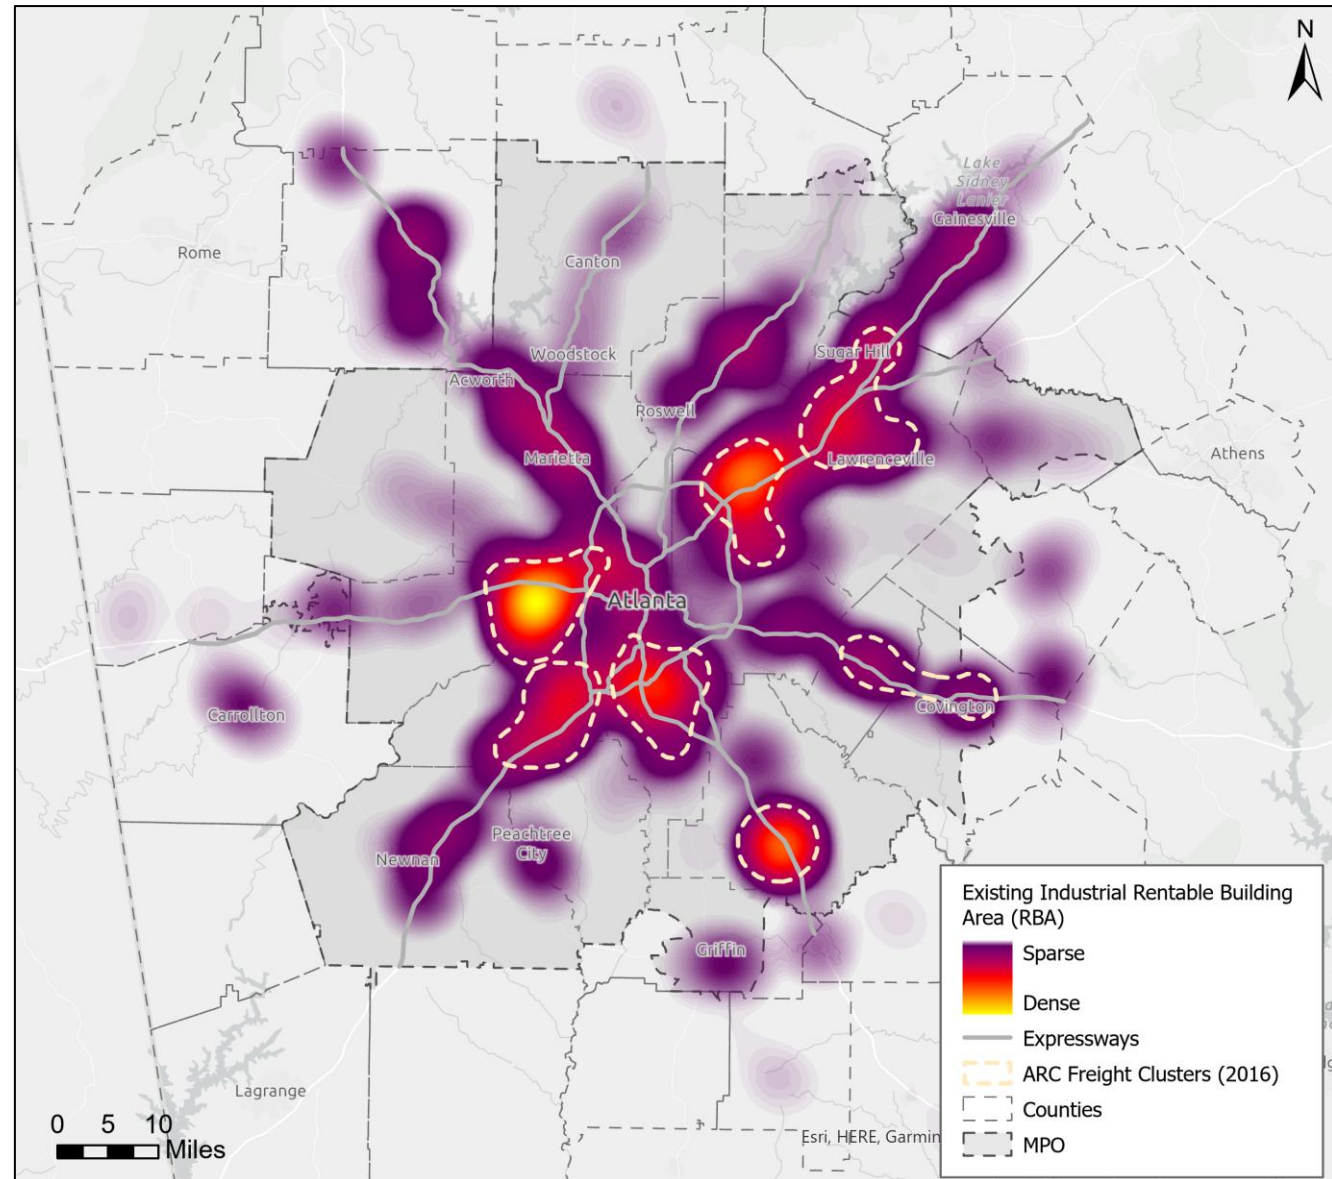 N
Lake
Sidney
Lanier
Gainesville
Rome
Canton
Woodstock
Sugar Hill
Acworth
Roswell
Marietta
Lawrenceville
Athens
Atlanta
Carrollton
Covington
Peachtree
City
Newnan
Griffin
Lagrange
0 5 10
Miles
Esri, HERE, Garmin
Existing Industrial Rentable Building
Area (RBA)
Sparse
Dense
Expressways
ARC Freight Clusters (2016)
Counties
MPO